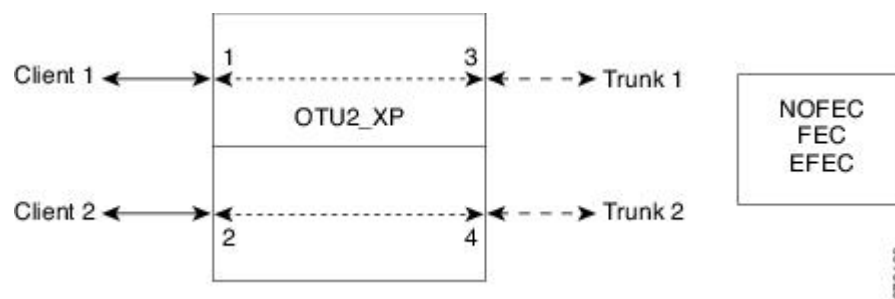 1
3
Client 1
Trunk 1
OTU2_XP
NOFEC
FEC
EFEC
Client 2
Trunk 2
2
4